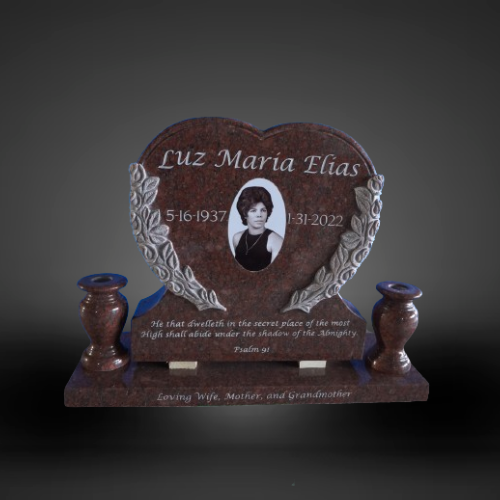 Luz Maria Elias
5-16-1937 1-31-2022
He that dwelleth in the secret place of the most
High shall abide under the shadow of the Almighty.
Psalm 91
Loving Wife, Mother, and Grandmother